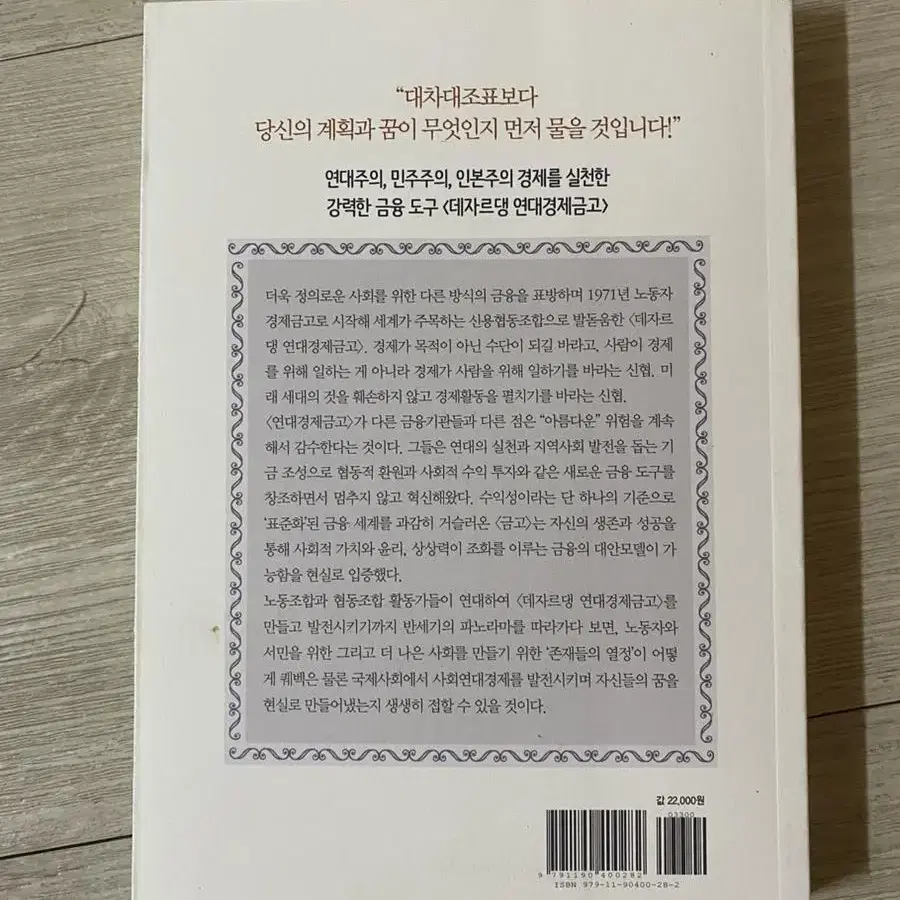 “대차대조표보다
당신의 계획과 꿈이 무엇인지 먼저 물을 것입니다!”
연대주의, 민주주의, 인본주의 경제를 실천한
강력한 금융 도구 〈데자르댕 연대경제금고〉
더욱 정의로운 사회를 위한 다른 방식의 금융을 표방하며 1971년 노동자
경제금고로 시작해 세계가 주목하는 신용협동조합으로 발돋움한 〈데자르
댕 연대경제금고〉. 경제가 목적이 아닌 수단이 되길 바라고, 사람이 경제
를 위해 일하는 게 아니라 경제가 사람을 위해 일하기를 바라는 신협. 미
래 세대의 것을 훼손하지 않고 경제활동을 펼치기를 바라는 신협.
〈연대경제금고〉가 다른 금융기관들과 다른 점은 “아름다운” 위험을 계속
해서 감수한다는 것이다. 그들은 연대의 실천과 지역사회 발전을 돕는 기
금 조성으로 협동적 환원과 사회적 수익 투자와 같은 새로운 금융 도구를
창조하면서 멈추지 않고 혁신해왔다. 수익성이라는 단 하나의 기준으로
‘표준화’된 금융 세계를 과감히 거슬러온 〈금고〉는 자신의 생존과 성공을
통해 사회적 가치와 윤리, 상상력이 조화를 이루는 금융의 대안모델이 가
능함을 현실로 입증했다.
노동조합과 협동조합 활동가들이 연대하여 〈데자르댕 연대경제금고〉를
만들고 발전시키기까지 반세기의 파노라마를 따라가다 보면, 노동자와
서민을 위한 그리고 더 나은 사회를 만들기 위한 ‘존재들의 열정’이 어떻
게 퀘벡은 물론 국제사회에서 사회연대경제를 발전시키며 자신들의 꿈을
현실로 만들어냈는지 생생히 접할 수 있을 것이다.
값 22,000원
03300
9 791190 400282
ISBN 979-11-90400-28-2